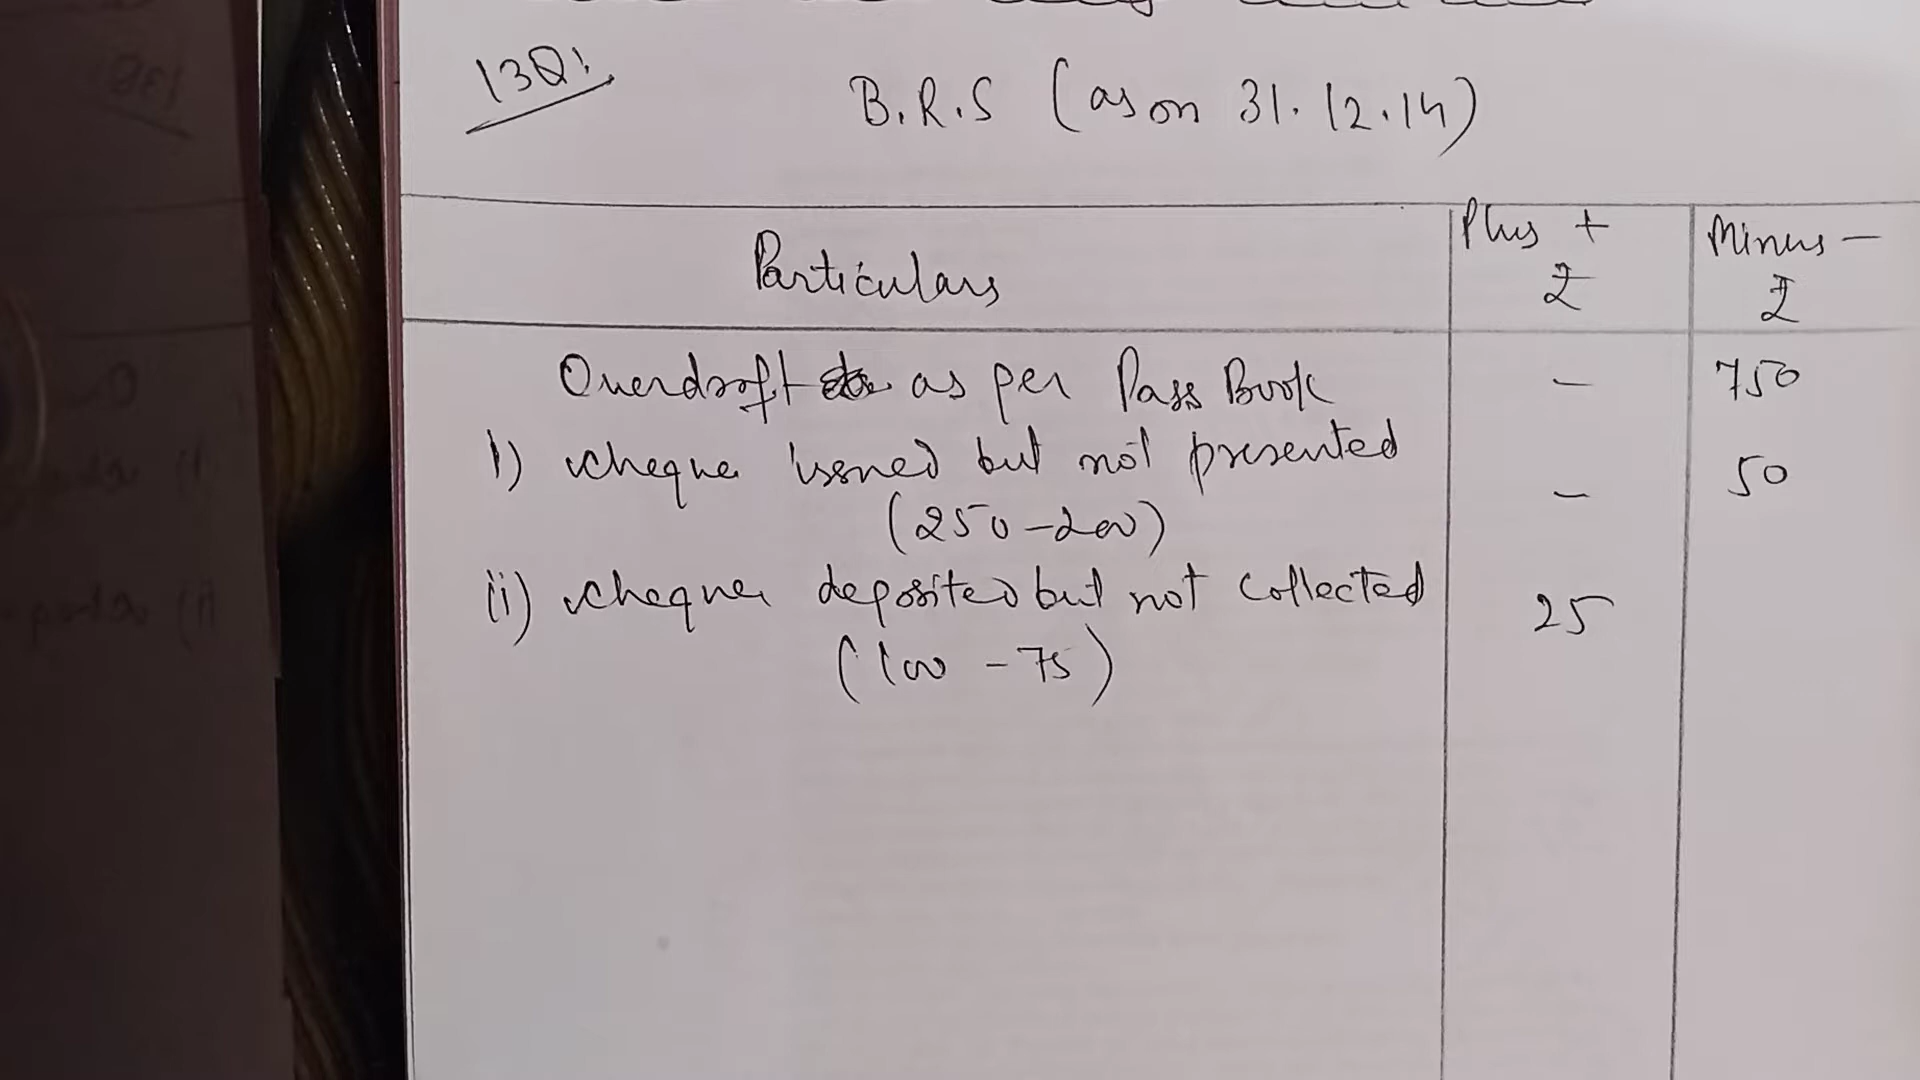 13Q!
B.R.S (as on 31.12.14)
Particulars
Plus +
₹
Minus -
₹
Overdraft as per Pass Book - 750
1) cheque issued but not presented - 50
(250-200)
(ii) cheque deposited but not collected 25
(100 - 75)